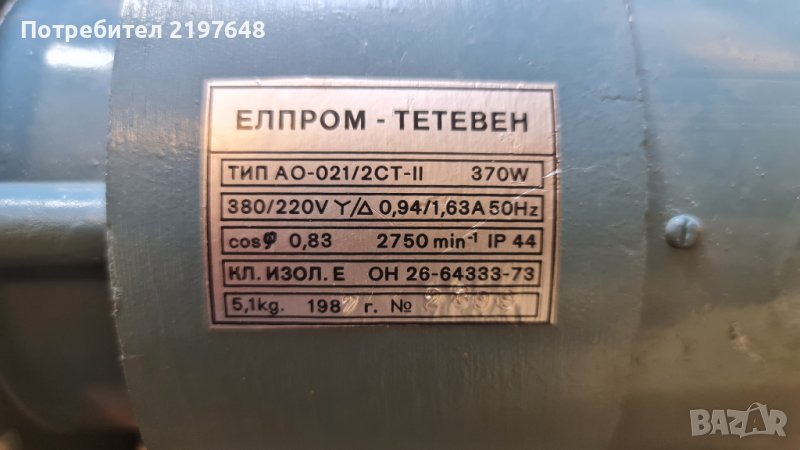 Потребител 2197648
ЕЛПРОМ - ТЕТЕВЕН
ТИП АО-021/2СТ-II 370W
380/220V Y/Δ 0,94/1,63A 50Hz
cosφ 0,83 2750 min⁻¹ IP 44
КЛ. ИЗОЛ. Е ОН 26-64333-73
5,1kg. г. №
BAZAR